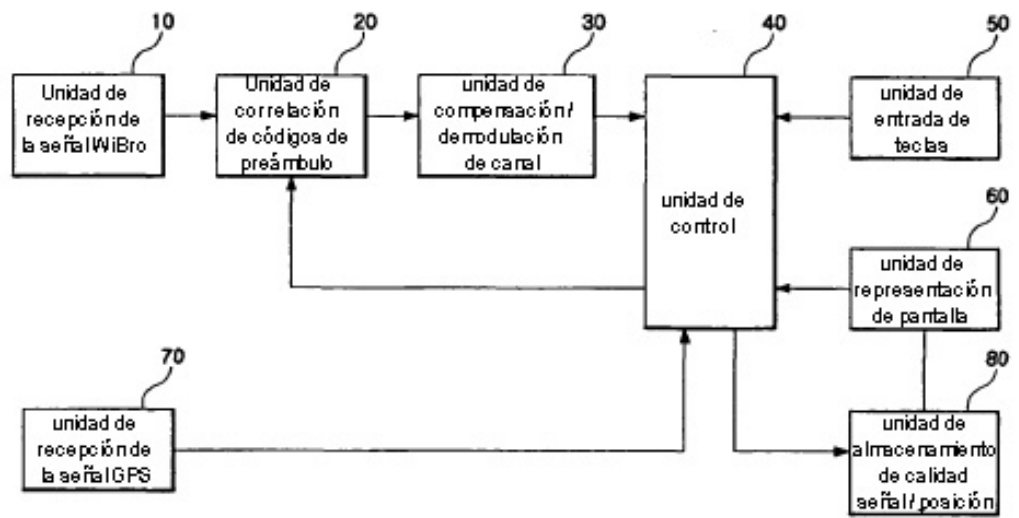 10
Unidad de
recepción de
la señal WiBro
20
Unidad de
correlación
de códigos de
preámbulo
30
unidad de
compensación /
demodulación
de canal
40
unidad de
control
50
unidad de
entrada de
teclas
60
unidad de
representación
de pantalla
70
unidad de
recepción de
la señal GPS
80
unidad de
almacenamiento
de calidad
señal / posición